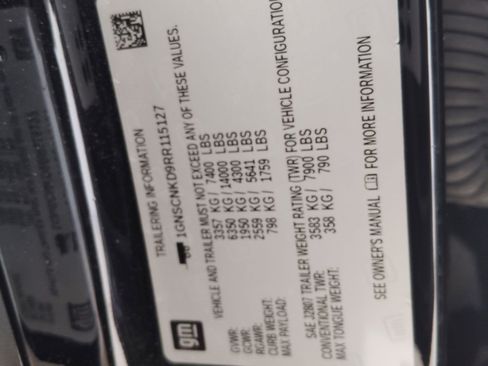 gm
TRAILERING INFORMATION
1GNSCNKD9RR115127
VEHICLE AND TRAILER MUST NOT EXCEED ANY OF THESE VALUES.
GVWR: 3357 KG / 7400 LBS
GCWR: 6350 KG / 14000 LBS
RGAWR: 1950 KG / 4300 LBS
CURB WEIGHT: 2559 KG / 5641 LBS
MAX PAYLOAD: 798 KG / 1759 LBS
SAE J2807 TRAILER WEIGHT RATING (TWR) FOR VEHICLE CONFIGURATION
CONVENTIONAL TWR: 3583 KG / 7900 LBS
MAX TONGUE WEIGHT: 358 KG / 790 LBS
SEE OWNER'S MANUAL FOR MORE INFORMATION